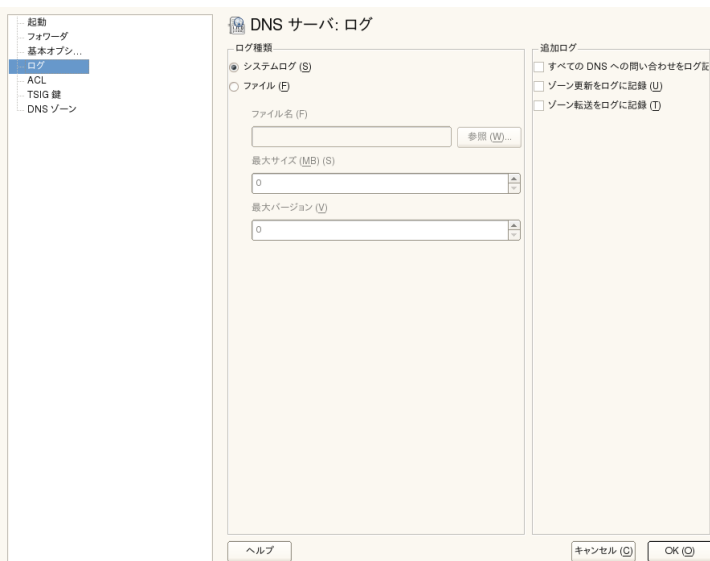 起動
フォワーダ
基本オプシ...
ログ
ACL
TSIG 鍵
DNS ゾーン
DNS サーバ: ログ
ログ種類
システムログ (S)
ファイル (F)
ファイル名 (F)
参照 (W)...
最大サイズ (MB) (S)
0
最大バージョン (V)
0
追加ログ
すべての DNS への問い合わせをログ記
ゾーン更新をログに記録 (U)
ゾーン転送をログに記録 (T)
ヘルプ
キャンセル (C)
OK (O)